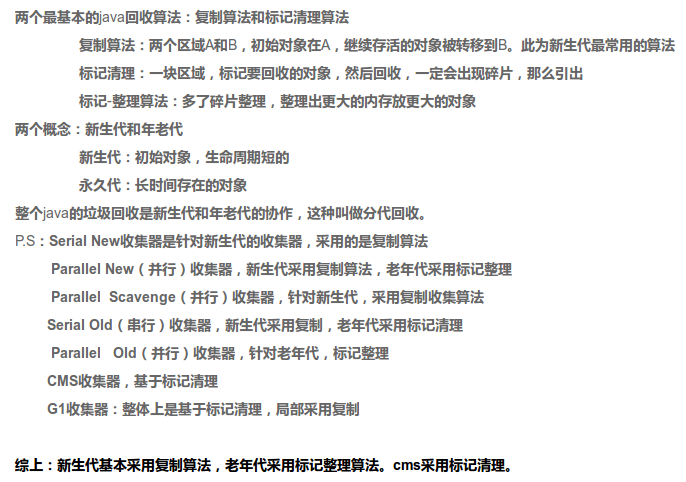 两个最基本的java回收算法：复制算法和标记清理算法
复制算法：两个区域A和B，初始对象在A，继续存活的对象被转移到B。此为新生代最常用的算法
标记清理：一块区域，标记要回收的对象，然后回收，一定会出现碎片，那么引出
标记-整理算法：多了碎片整理，整理出更大的内存放更大的对象
两个概念：新生代和年老代
新生代：初始对象，生命周期短的
永久代：长时间存在的对象
整个java的垃圾回收是新生代和年老代的协作，这种叫做分代回收。
P.S：Serial New收集器是针对新生代的收集器，采用的是复制算法
Parallel New（并行）收集器，新生代采用复制算法，老年代采用标记整理
Parallel Scavenge（并行）收集器，针对新生代，采用复制收集算法
Serial Old（串行）收集器，新生代采用复制，老年代采用标记清理
Parallel Old（并行）收集器，针对老年代，标记整理
CMS收集器，基于标记清理
G1收集器：整体上是基于标记清理，局部采用复制
综上：新生代基本采用复制算法，老年代采用标记整理算法。cms采用标记清理。